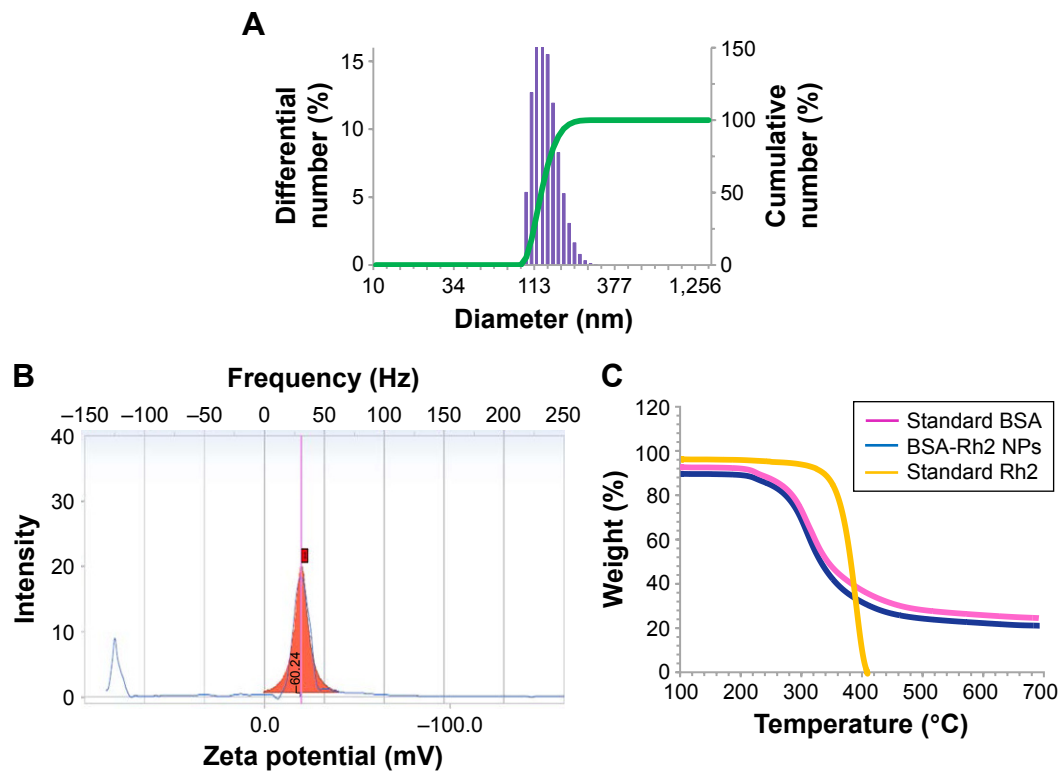 A
Differential
number (%)
15
10
5
0
150
100
50
0
Cumulative
number (%)
10 34 113 377 1,256
Diameter (nm)
B
Frequency (Hz)
–150 –100 –50 0 50 100 150 200 250
40
30
20
10
0
Intensity
–60.24
0.0 –100.0
Zeta potential (mV)
C
120
100
80
60
40
20
0
Weight (%)
Standard BSA
BSA-Rh2 NPs
Standard Rh2
100 200 300 400 500 600 700
Temperature (°C)